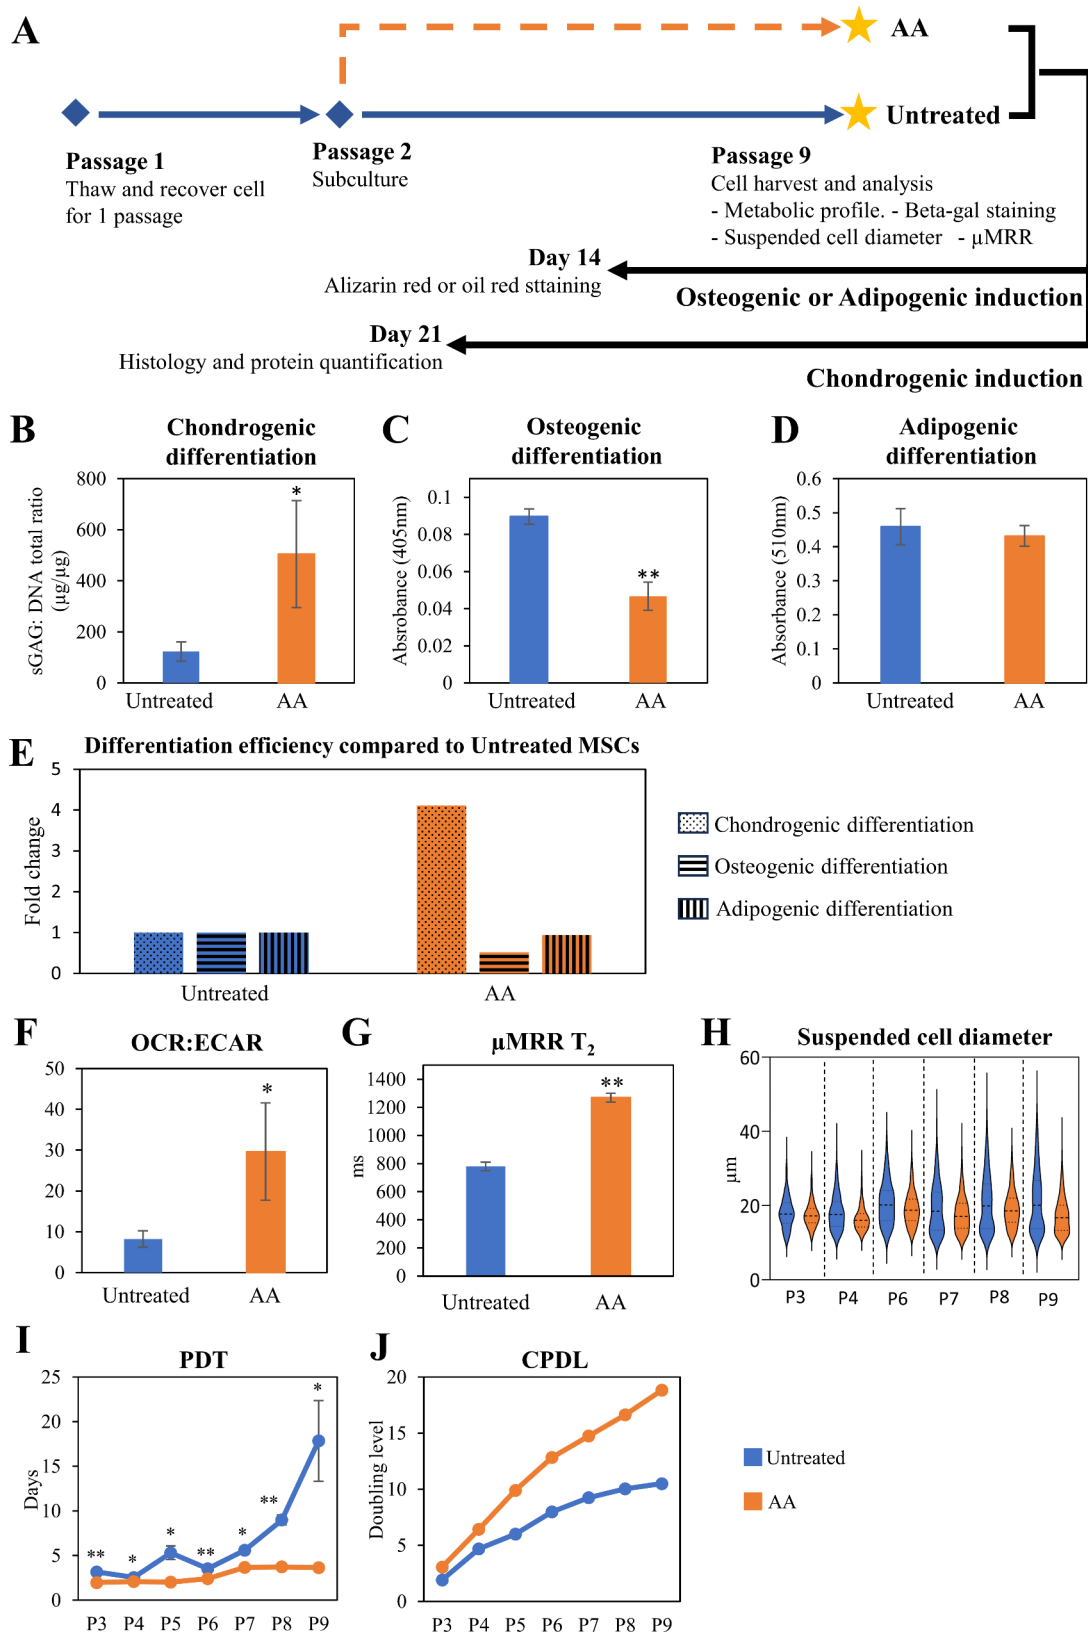 A
AA
Untreated
Passage 1
Thaw and recover cell
for 1 passage
Passage 2
Subculture
Passage 9
Cell harvest and analysis
- Metabolic profile. - Beta-gal staining
- Suspended cell diameter - µMRR
Day 14
Alizarin red or oil red sttaining
Osteogenic or Adipogenic induction
Day 21
Histology and protein quantification
Chondrogenic induction
B
Chondrogenic
differentiation
sGAG: DNA total ratio
(µg/µg)
800
600
400
200
0
*
Untreated
AA
C
Osteogenic
differentiation
Absrobance (405nm)
0.1
0.08
0.06
0.04
0.02
0
**
Untreated
AA
D
Adipogenic
differentiation
Absorbance (510nm)
0.6
0.5
0.4
0.3
0.2
0.1
0
Untreated
AA
E
Differentiation efficiency compared to Untreated MSCs
Fold change
5
4
3
2
1
0
Untreated
AA
Chondrogenic differentiation
Osteogenic differentiation
Adipogenic differentiation
F
OCR:ECAR
50
40
30
20
10
0
*
Untreated
AA
G
µMRR T2
ms
1400
1200
1000
800
600
400
200
0
**
Untreated
AA
H
Suspended cell diameter
µm
60
40
20
0
P3 P4 P6 P7 P8 P9
I
PDT
Days
25
20
15
10
5
0
** * * ** * ** *
P3 P4 P5 P6 P7 P8 P9
J
CPDL
Doubling level
20
15
10
5
0
P3 P4 P5 P6 P7 P8 P9
Untreated
AA